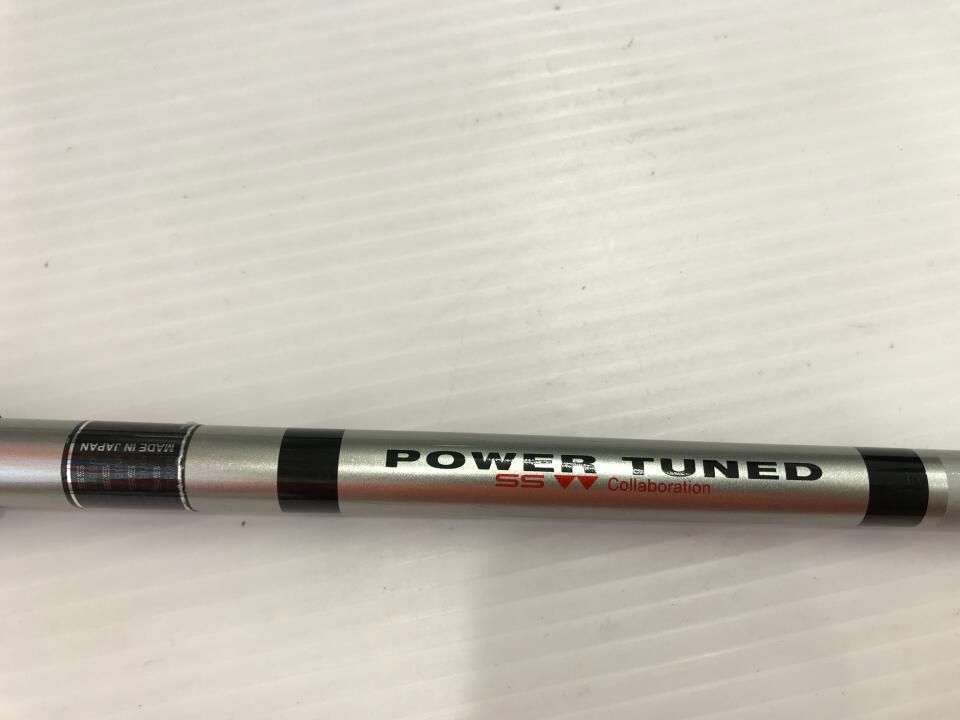 POWER TUNED
SS Collaboration
MADE IN JAPAN